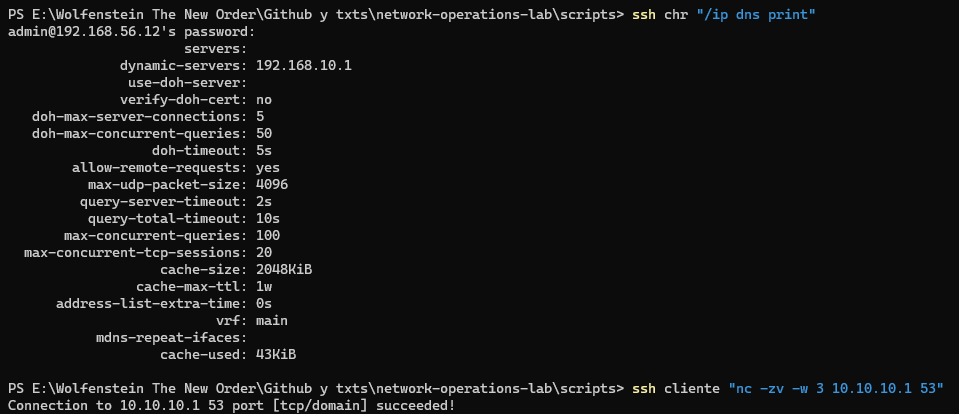 PS E:\Wolfenstein The New Order\Github y txts\network-operations-lab\scripts> ssh chr "/ip dns print"
admin@192.168.56.12's password:
servers:
dynamic-servers: 192.168.10.1
use-doh-server:
verify-doh-cert: no
doh-max-server-connections: 5
doh-max-concurrent-queries: 50
doh-timeout: 5s
allow-remote-requests: yes
max-udp-packet-size: 4096
query-server-timeout: 2s
query-total-timeout: 10s
max-concurrent-queries: 100
max-concurrent-tcp-sessions: 20
cache-size: 2048KiB
cache-max-ttl: 1w
address-list-extra-time: 0s
vrf: main
mdns-repeat-ifaces:
cache-used: 43KiB
PS E:\Wolfenstein The New Order\Github y txts\network-operations-lab\scripts> ssh cliente "nc -zv -w 3 10.10.10.1 53"
Connection to 10.10.10.1 53 port [tcp/domain] succeeded!